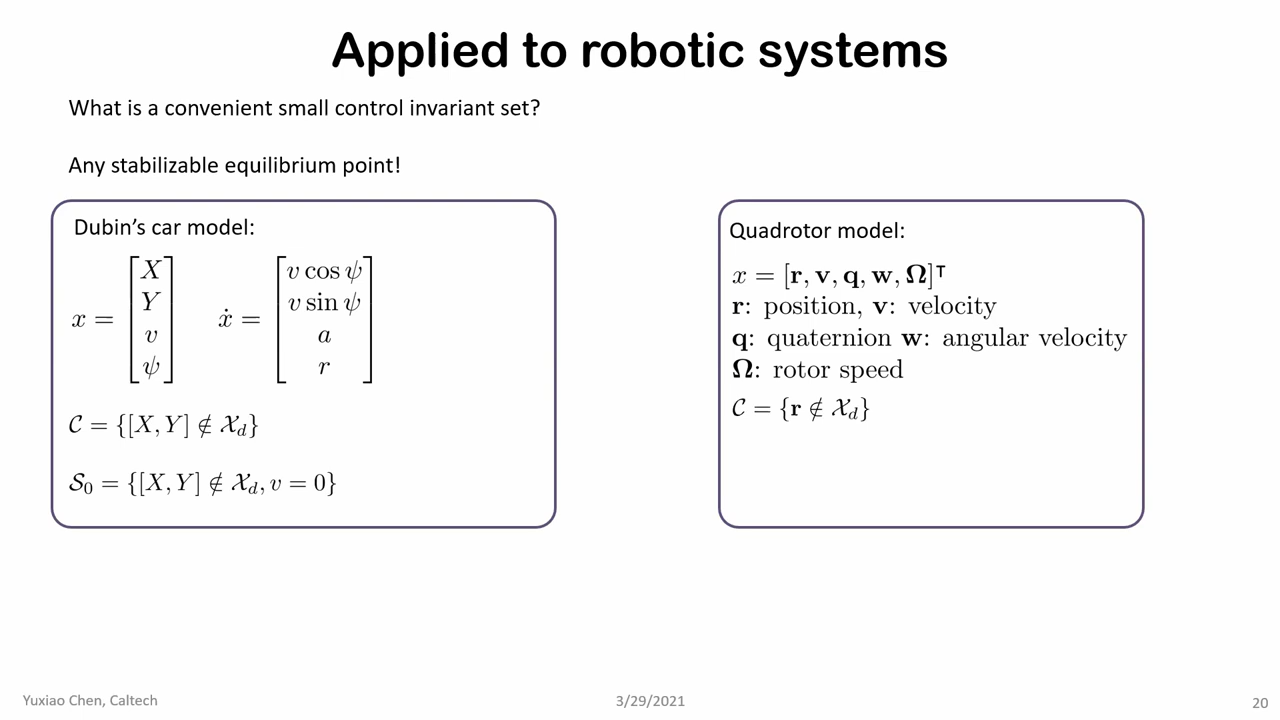 Applied to robotic systems
What is a convenient small control invariant set?
Any stabilizable equilibrium point!
Dubin’s car model:
x = [X Y v ψ] ẋ = [v cos ψ v sin ψ a r]
𝒞 = {[X, Y] ∉ 𝒳_d}
𝒮₀ = {[X, Y] ∉ 𝒳_d, v = 0}
Quadrotor model:
x = [r, v, q, w, Ω]ᵀ
r: position, v: velocity
q: quaternion w: angular velocity
Ω: rotor speed
𝒞 = {r ∉ 𝒳_d}
Yuxiao Chen, Caltech
3/29/2021
20